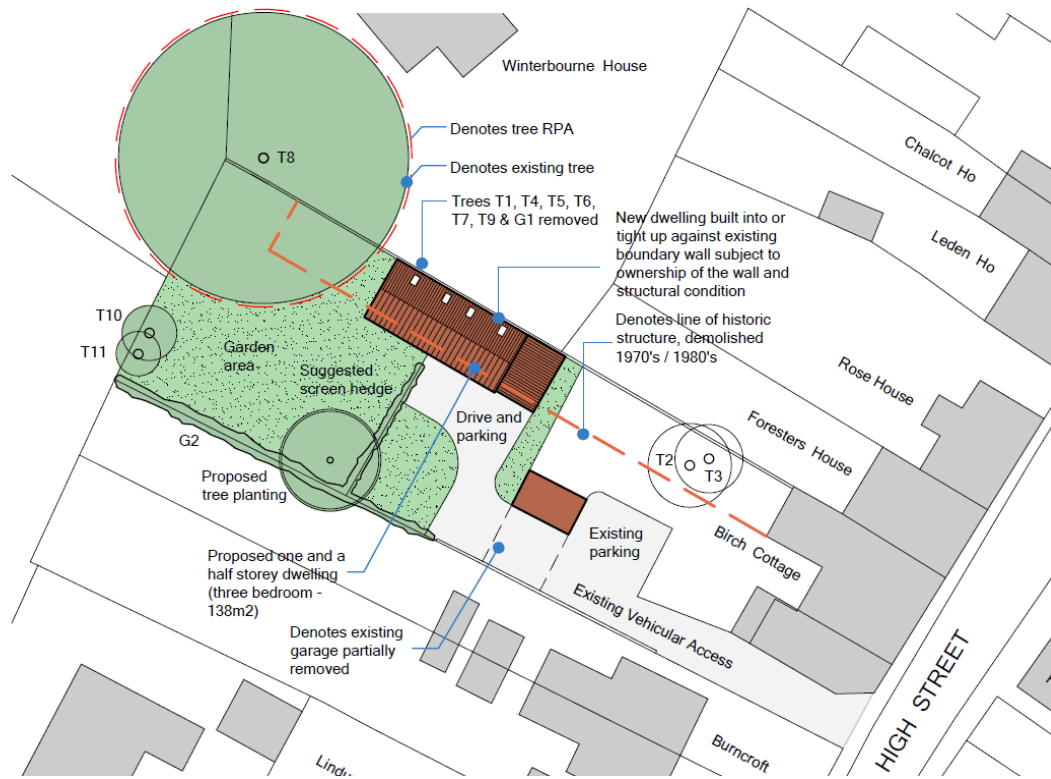 Winterbourne House
T8
Denotes tree RPA
Denotes existing tree
Trees T1, T4, T5, T6,
T7, T9 & G1 removed
New dwelling built into or
tight up against existing
boundary wall subject to
ownership of the wall and
structural condition
Denotes line of historic
structure, demolished
1970's / 1980's
Chalcot Ho
Leden Ho
Rose House
Foresters House
Birch Cottage
T10
T11
Garden
area
Suggested
screen hedge
G2
Drive and
parking
Proposed
tree planting
T2
T3
Existing
parking
Proposed one and a
half storey dwelling
(three bedroom -
138m2)
Existing Vehicular Access
Denotes existing
garage partially
removed
HIGH STREET
Burncroft